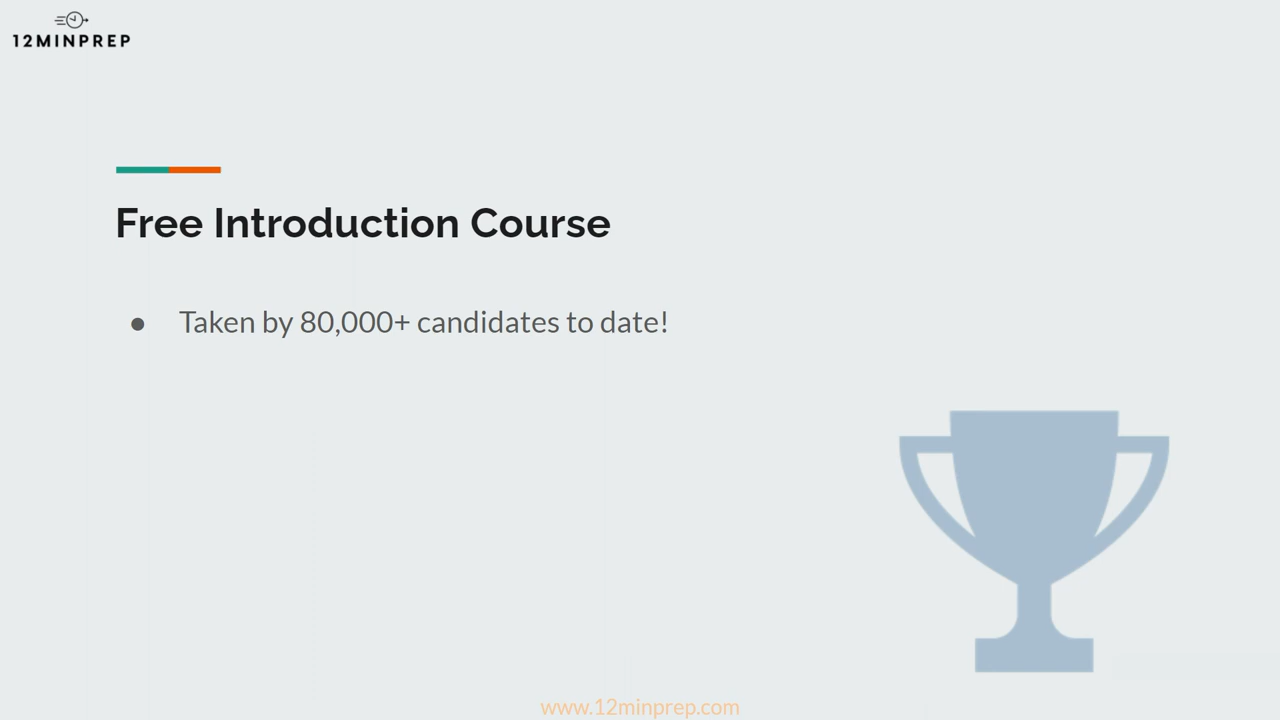 12MINPREP
Free Introduction Course
● Taken by 80,000+ candidates to date!
www.12minprep.com